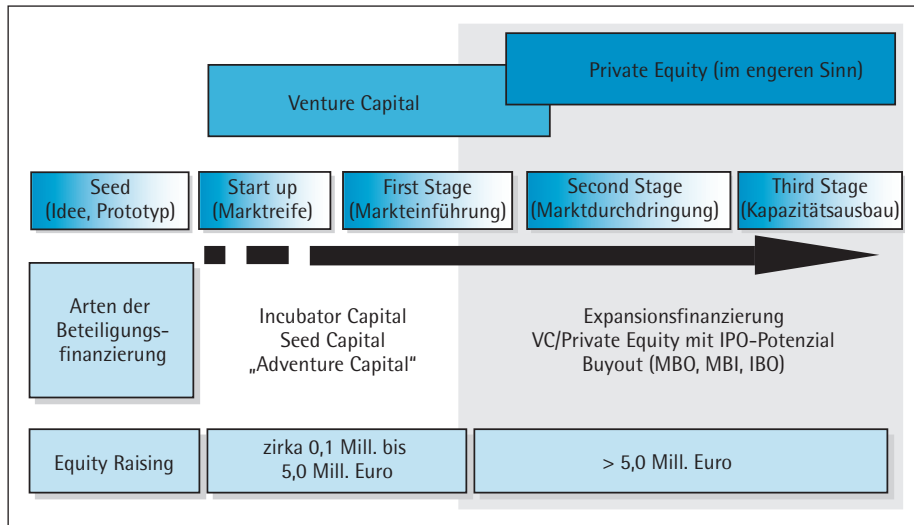 Private Equity (im engeren Sinn)
Venture Capital
Seed
(Idee, Prototyp)
Start up
(Marktreife)
First Stage
(Markteinführung)
Second Stage
(Marktdurchdringung)
Third Stage
(Kapazitätsausbau)
Arten der
Beteiligungs-
finanzierung
Incubator Capital
Seed Capital
„Adventure Capital“
Expansionsfinanzierung
VC/Private Equity mit IPO-Potenzial
Buyout (MBO, MBI, IBO)
Equity Raising
zirka 0,1 Mill. bis
5,0 Mill. Euro
> 5,0 Mill. Euro